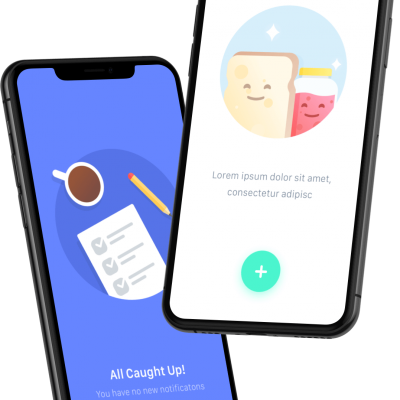 Lorem ipsum dolor sit amet,
consectetur adipisc
All Caught Up!
You have no new notificatons